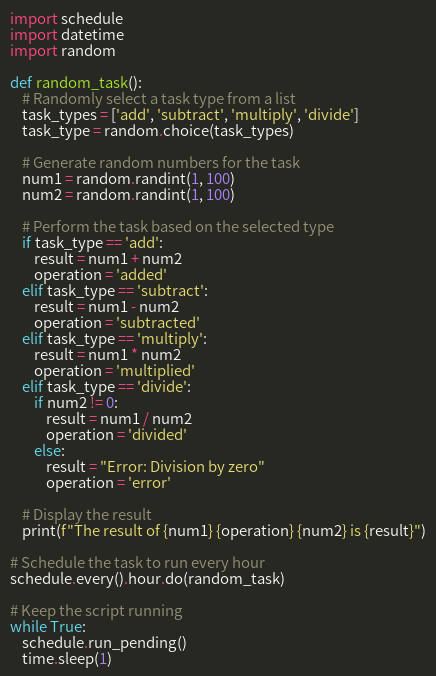 import schedule
import datetime
import random

def random_task():
    # Randomly select a task type from a list
    task_types = ['add', 'subtract', 'multiply', 'divide']
    task_type = random.choice(task_types)

    # Generate random numbers for the task
    num1 = random.randint(1, 100)
    num2 = random.randint(1, 100)

    # Perform the task based on the selected type
    if task_type == 'add':
        result = num1 + num2
        operation = 'added'
    elif task_type == 'subtract':
        result = num1 - num2
        operation = 'subtracted'
    elif task_type == 'multiply':
        result = num1 * num2
        operation = 'multiplied'
    elif task_type == 'divide':
        if num2 != 0:
            result = num1 / num2
            operation = 'divided'
        else:
            result = "Error: Division by zero"
            operation = 'error'

    # Display the result
    print(f"The result of {num1} {operation} {num2} is {result}")

# Schedule the task to run every hour
schedule.every().hour.do(random_task)

# Keep the script running
while True:
    schedule.run_pending()
    time.sleep(1)